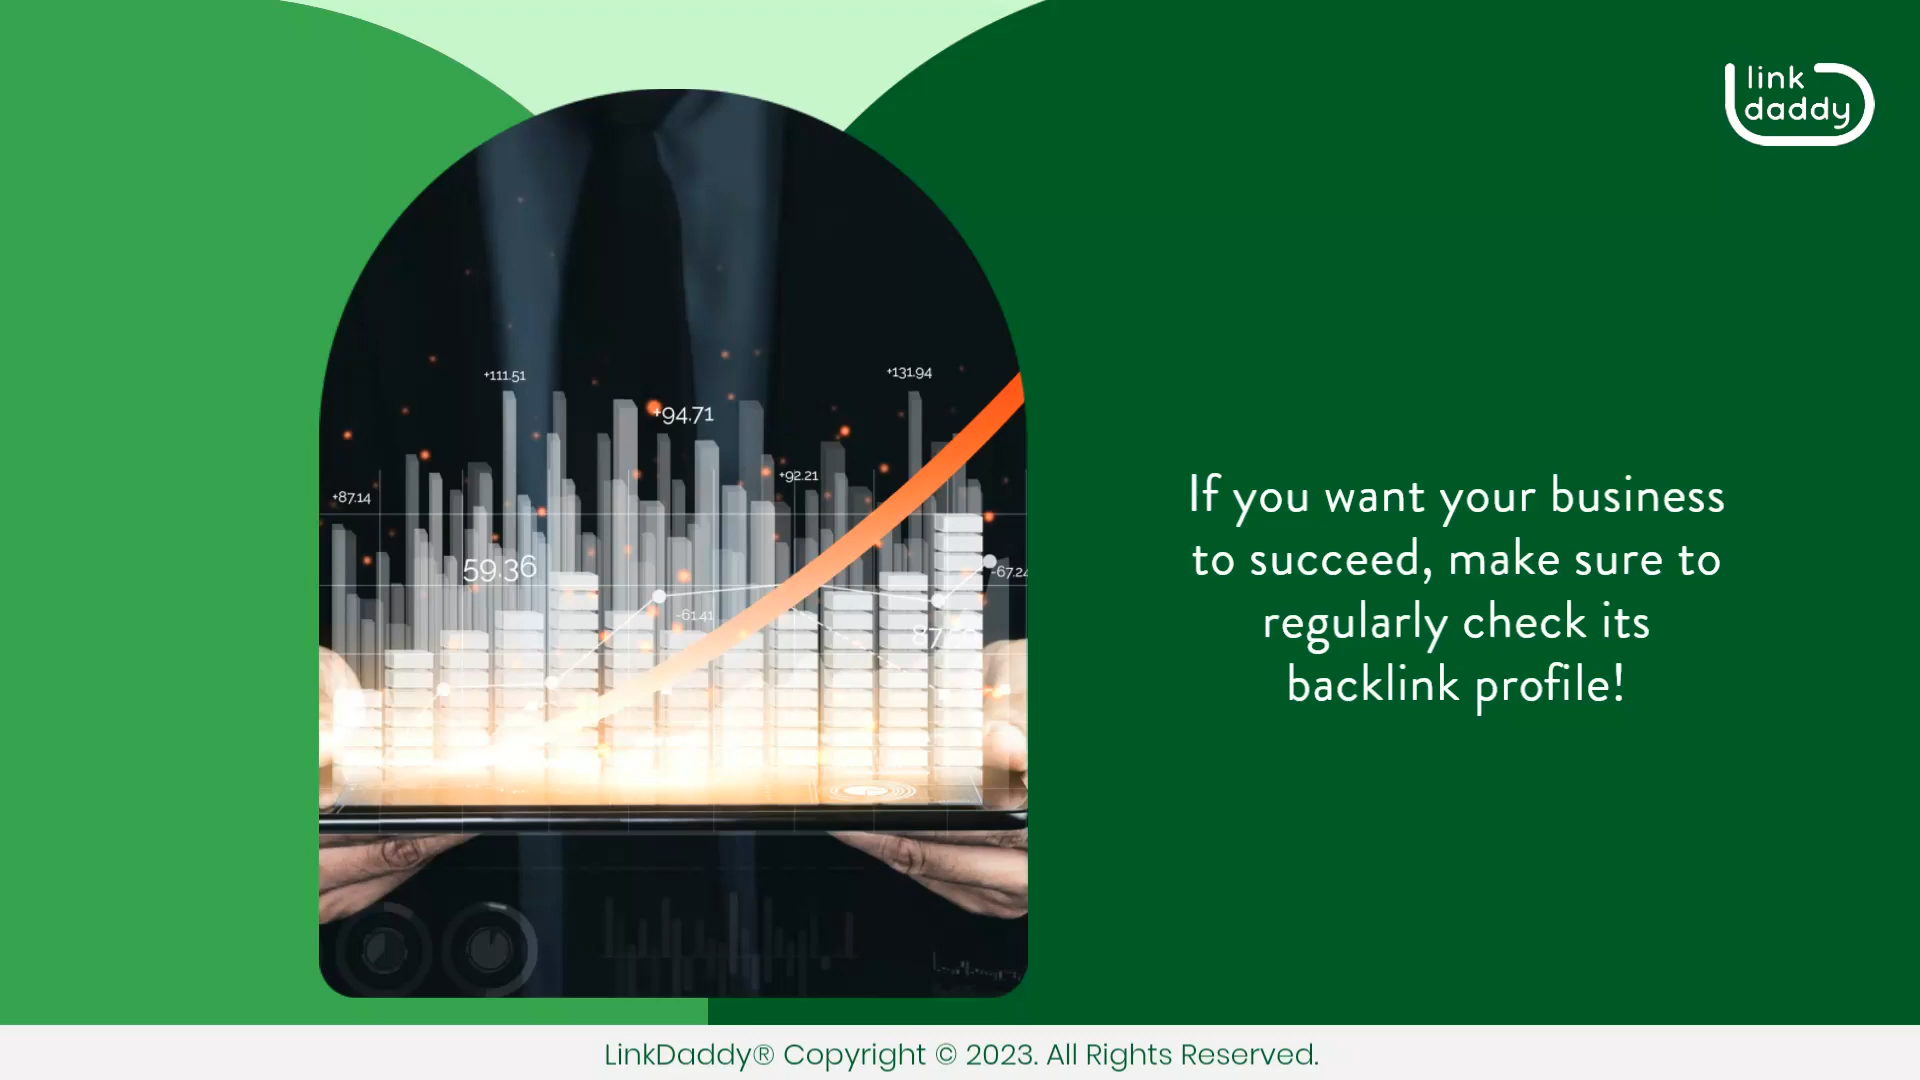 link
daddy
+111.51
+131.94
+94.71
+92.21
+87.14
59.36
-67.24
-61.41
If you want your business
to succeed, make sure to
regularly check its
backlink profile!
LinkDaddy® Copyright © 2023. All Rights Reserved.